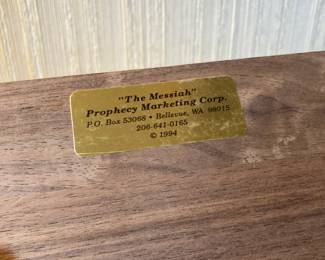 "The Messiah"
Prophecy Marketing Corp.
P.O. Box 53068 • Bellevue, WA 98015
206-641-0165
© 1994